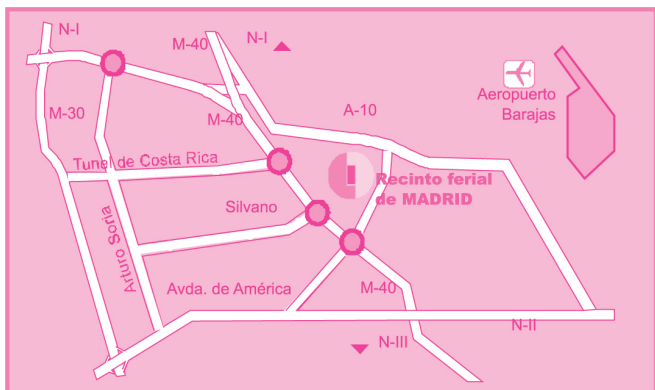 N-I
M-40
N-I
M-30
M-40
A-10
Aeropuerto
Barajas
Tunel de Costa Rica
Recinto ferial
de MADRID
Silvano
Arturo Soria
Avda. de América
M-40
N-II
N-III